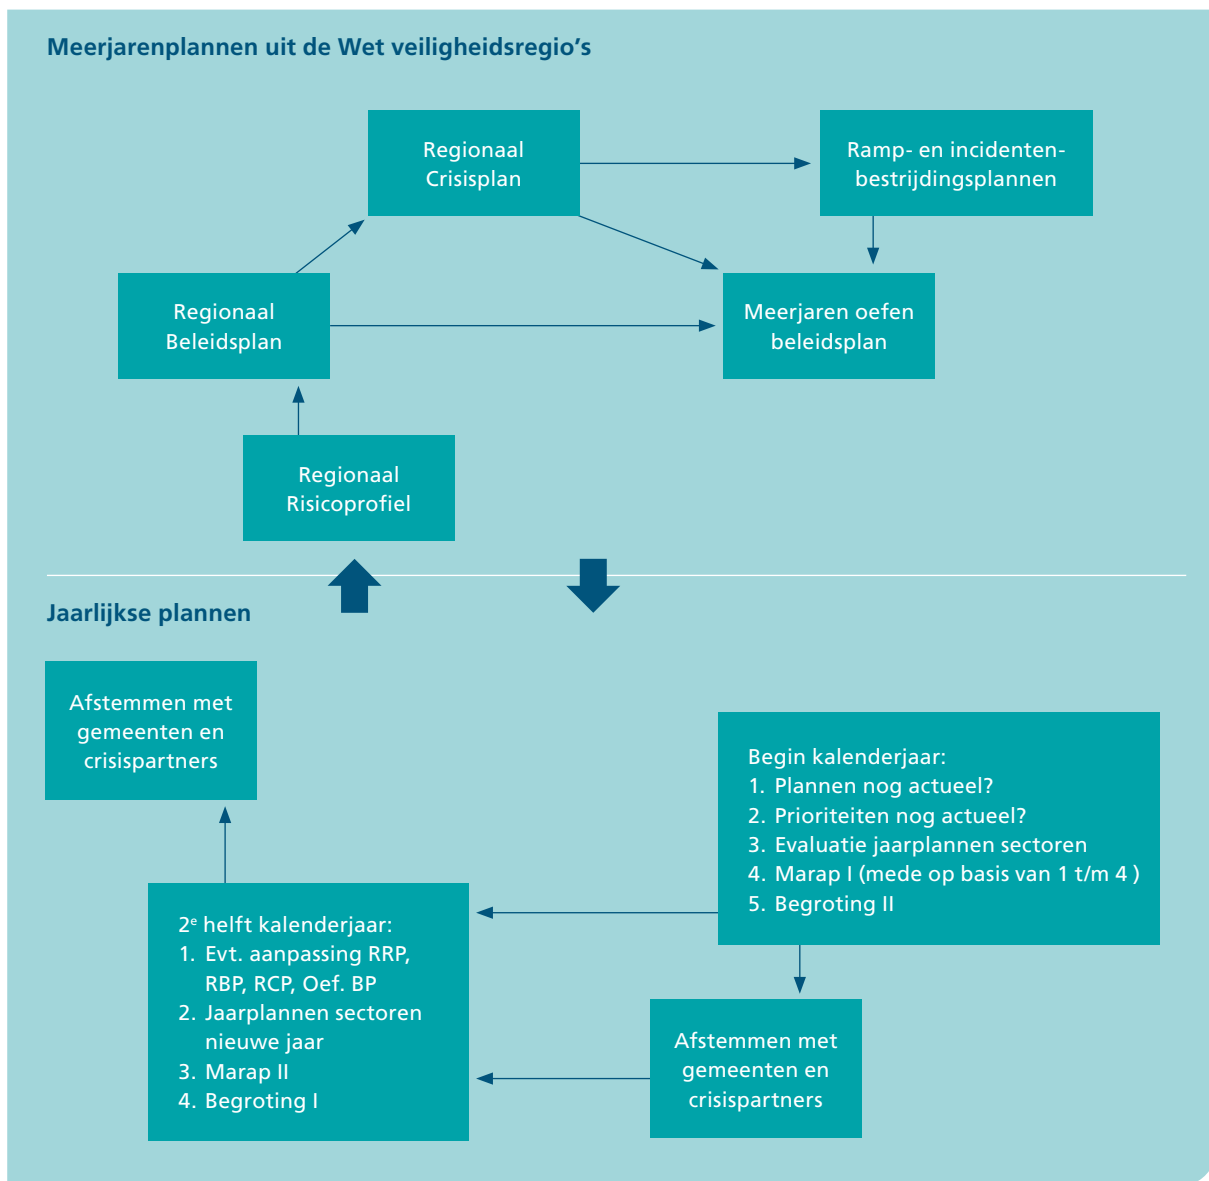 Meerjarenplannen uit de Wet veiligheidsregio’s
Regionaal
Crisisplan
Ramp- en incidenten-
bestrijdingsplannen
Regionaal
Beleidsplan
Meerjaren oefen
beleidsplan
Regionaal
Risicoprofiel
Jaarlijkse plannen
Afstemmen met
gemeenten en
crisispartners
Begin kalenderjaar:
1. Plannen nog actueel?
2. Prioriteiten nog actueel?
3. Evaluatie jaarplannen sectoren
4. Marap I (mede op basis van 1 t/m 4 )
5. Begroting II
2e helft kalenderjaar:
1. Evt. aanpassing RRP,
RBP, RCP, Oef. BP
2. Jaarplannen sectoren
nieuwe jaar
3. Marap II
4. Begroting I
Afstemmen met
gemeenten en
crisispartners